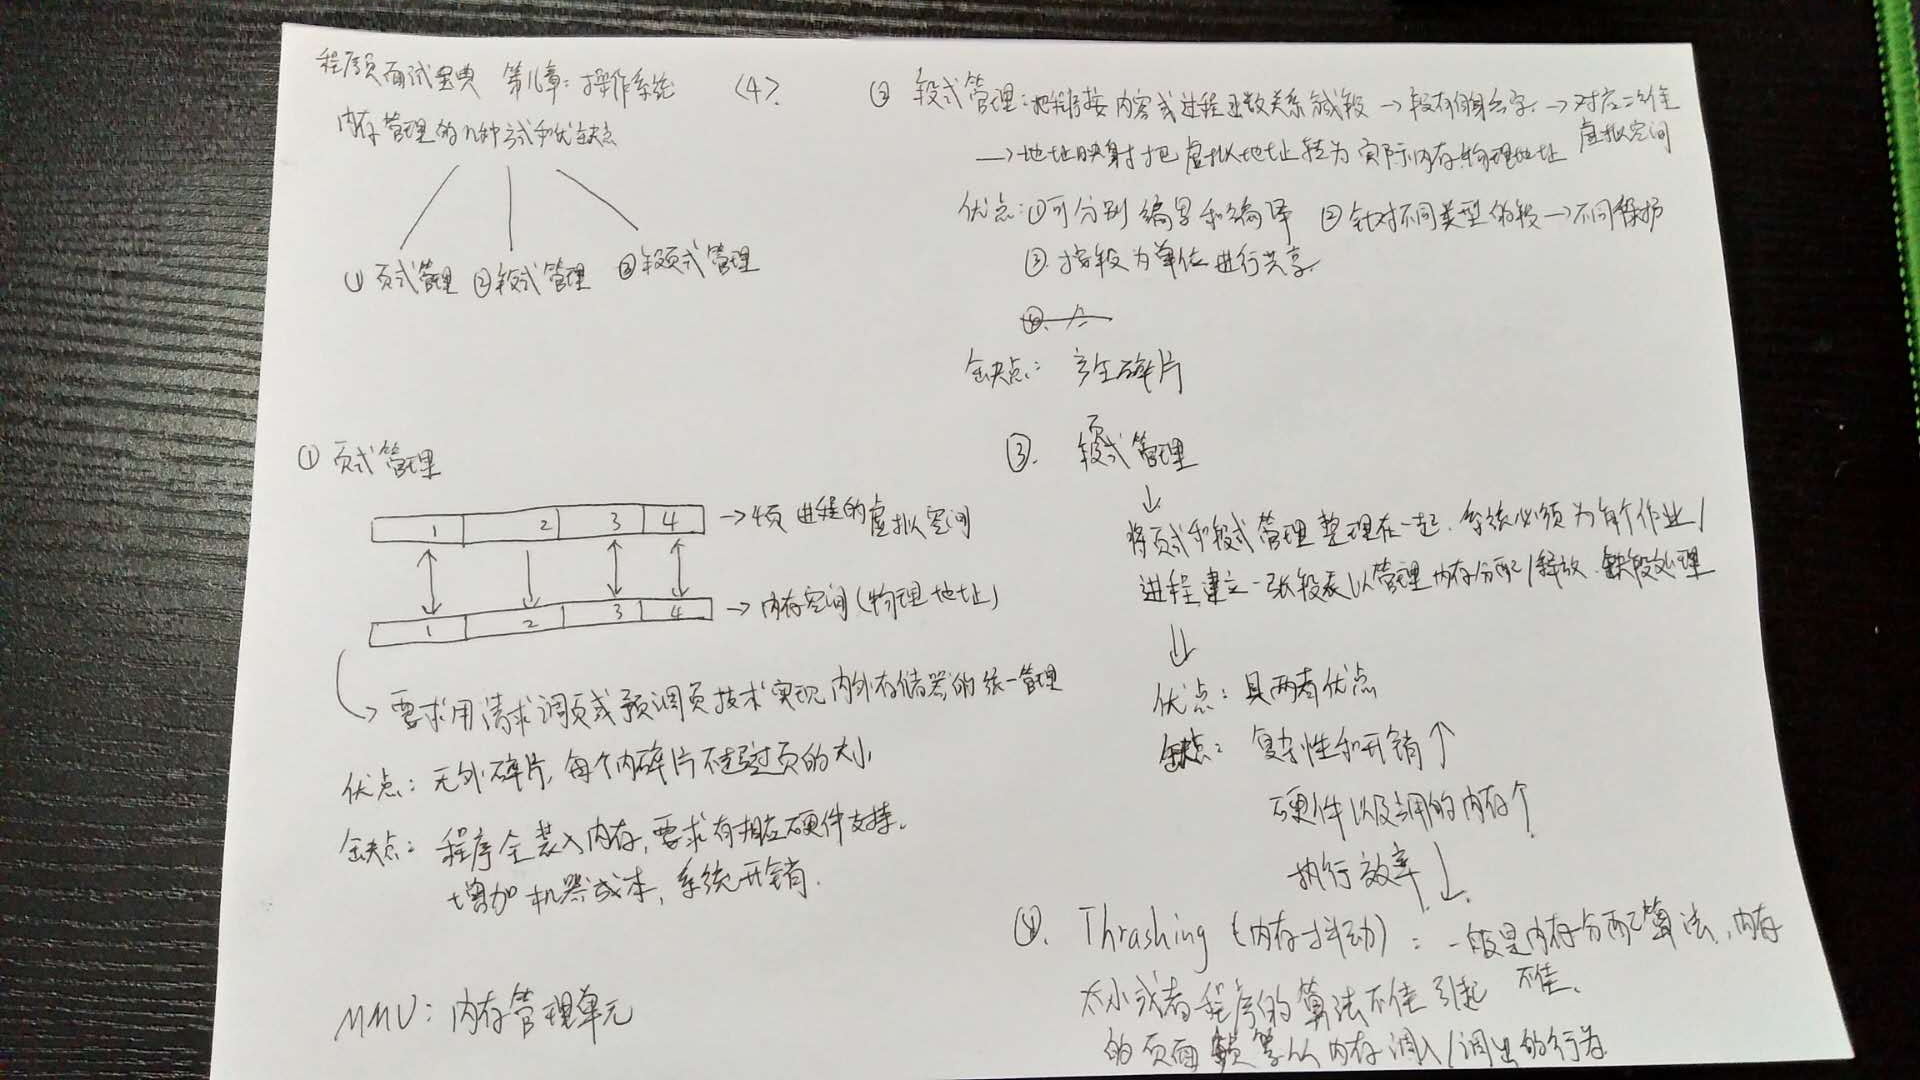 程序员面试宝典 第八章：操作系统 <4>
内存管理的几种方式和优缺点
① 页式管理 ② 段式管理 ③ 段页式管理
① 页式管理
1 2 3 4 → 4页 进程的虚拟空间
1 2 3 4 → 内存空间(物理地址)
→ 要求用请求调页或预调页技术实现内外存储器的统一管理
优点：无外碎片，每个内碎片不超过页的大小
缺点：程序全装入内存，要求有相应硬件支持.
增加机器成本，系统开销.
MMU：内存管理单元
② 段式管理：把程序按内容或过程函数关系 段 → 段有 名字. → 对应二维
虚拟空间
→ 地址映射 把虚拟地址转为实际内存物理地址
优点：① 可分别编写和编译 ② 针对不同类型的段 → 不同保护
③. 按段为单位进行共享.
④.
缺点： 产生碎片
③. 段页式管理
↓
将页式和段式管理整理在一起. 系统必须为每个作业/
进程建立一张段表以管理内存分配/释放. 缺段处理
⇓
优点：具两者优点
缺点： 复杂性和开销↑
硬件以及占用的内存↑
执行效率↓.
④. Thrashing (内存抖动)：一般是内存分配算法不佳、内存
太小或者程序的算法不佳引起
的页面频繁从内存调入/调出的行为.